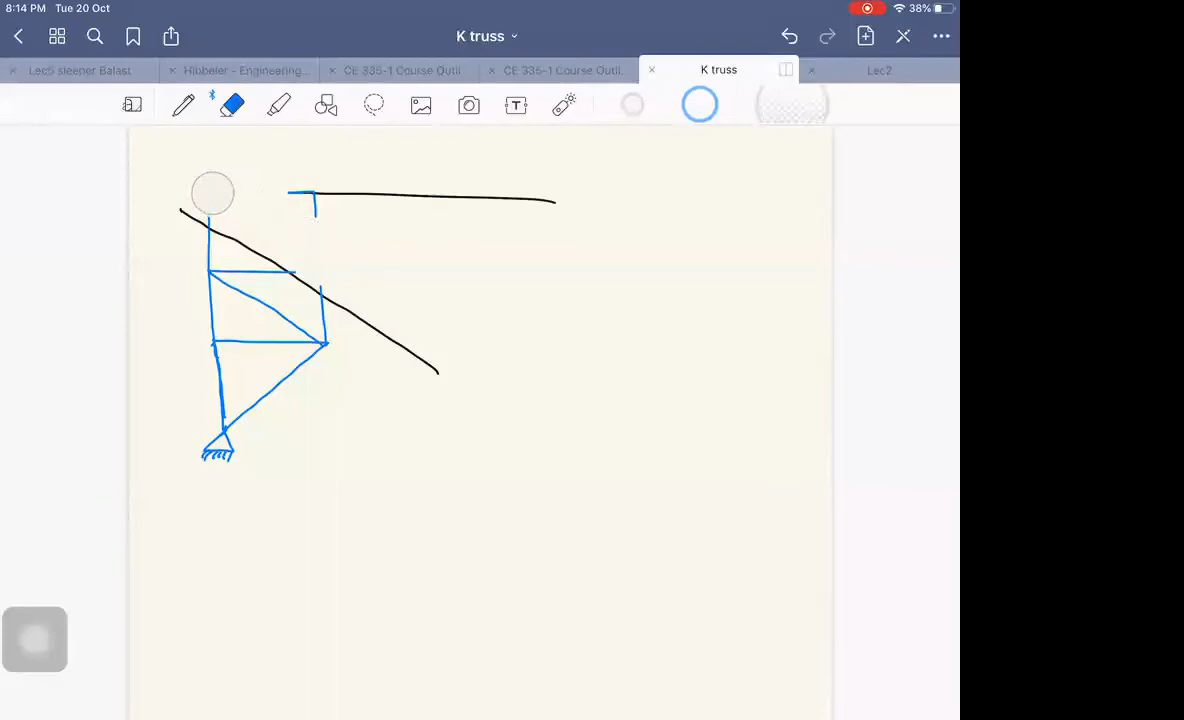 8:14 PM Tue 20 Oct
38%
K truss
Lec5 sleeper Balast
Hibbeler - Engineering...
CE 335-1 Course Outli
CE 335-1 Course Outli.
K truss
Lec2
T